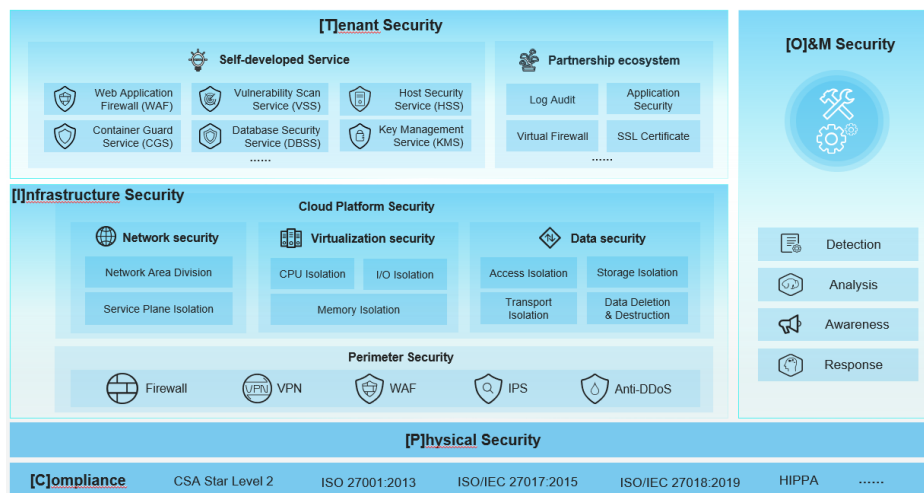 [T]enant Security
Self-developed Service
Web Application
Firewall (WAF)
Vulnerability Scan
Service (VSS)
Host Security
Service (HSS)
Container Guard
Service (CGS)
Database Security
Service (DBSS)
Key Management
Service (KMS)
......
Partnership ecosystem
Log Audit
Application
Security
Virtual Firewall
SSL Certificate
......
[I]nfrastructure Security
Cloud Platform Security
Network security
Network Area Division
Service Plane Isolation
Virtualization security
CPU Isolation
I/O Isolation
Memory Isolation
Data security
Access Isolation
Storage Isolation
Transport
Isolation
Data Deletion
& Destruction
Perimeter Security
Firewall
VPN
VPN
WAF
IPS
Anti-DDoS
[O]&M Security
Detection
Analysis
Awareness
Response
[P]hysical Security
[C]ompliance
CSA Star Level 2
ISO 27001:2013
ISO/IEC 27017:2015
ISO/IEC 27018:2019
HIPPA
......